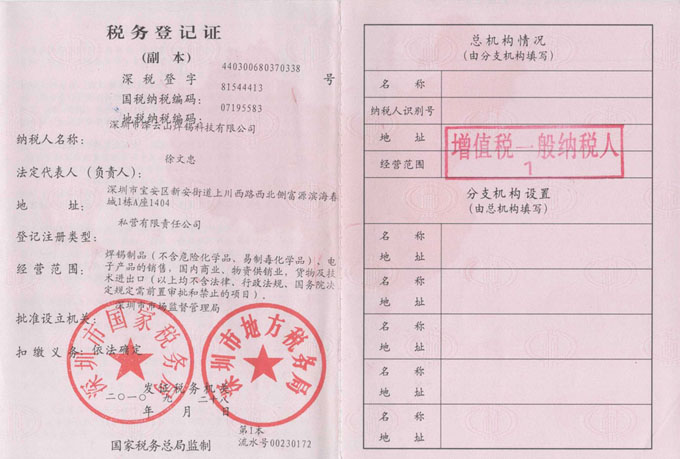 税务登记证
(副 本)
440300680370338
深税登字 号
81544413
国税纳税编码：
07195583
地税纳税编码：
科技有限公司
纳税人名称：
徐文忠
法定代表人（负责人）：
深圳市宝安区新安街道上川西路西北侧富源滨海春
地 址： 城1栋A座1404
私营有限责任公司
登记注册类型：
焊锡制品（不含危险化学品、易制毒化学品）、电
经营范围： 子产品的销售，国内商业、物资供销业，货物及技
术进出口（以上均不含法律、行政法规、国务院决
定规定需前置审批和禁止的项目）。
深圳市市场监督管理局
批准设立机关：
扣缴义务：依法确定
深圳市国家税务局
深圳市地方税务局
发证税务机关
二〇一〇 九 二十八
年 月 日
第1本
国家税务总局监制 流水号00230172
总机构情况
(由分支机构填写)
名 称
纳税人识别号
地 址
经营范围
增值税一般纳税人
1
分支机构设置
(由总机构填写)
名 称
地 址
名 称
地 址
名 称
地 址
名 称
地 址
名 称
地 址